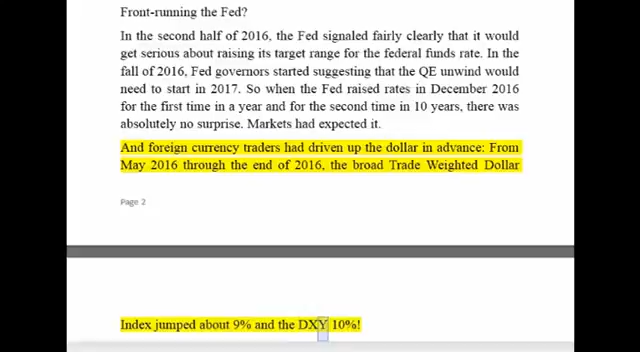 Front-running the Fed?
In the second half of 2016, the Fed signaled fairly clearly that it would
get serious about raising its target range for the federal funds rate. In the
fall of 2016, Fed governors started suggesting that the QE unwind would
need to start in 2017. So when the Fed raised rates in December 2016
for the first time in a year and for the second time in 10 years, there was
absolutely no surprise. Markets had expected it.
And foreign currency traders had driven up the dollar in advance: From
May 2016 through the end of 2016, the broad Trade Weighted Dollar
Page 2
Index jumped about 9% and the DXY 10%!